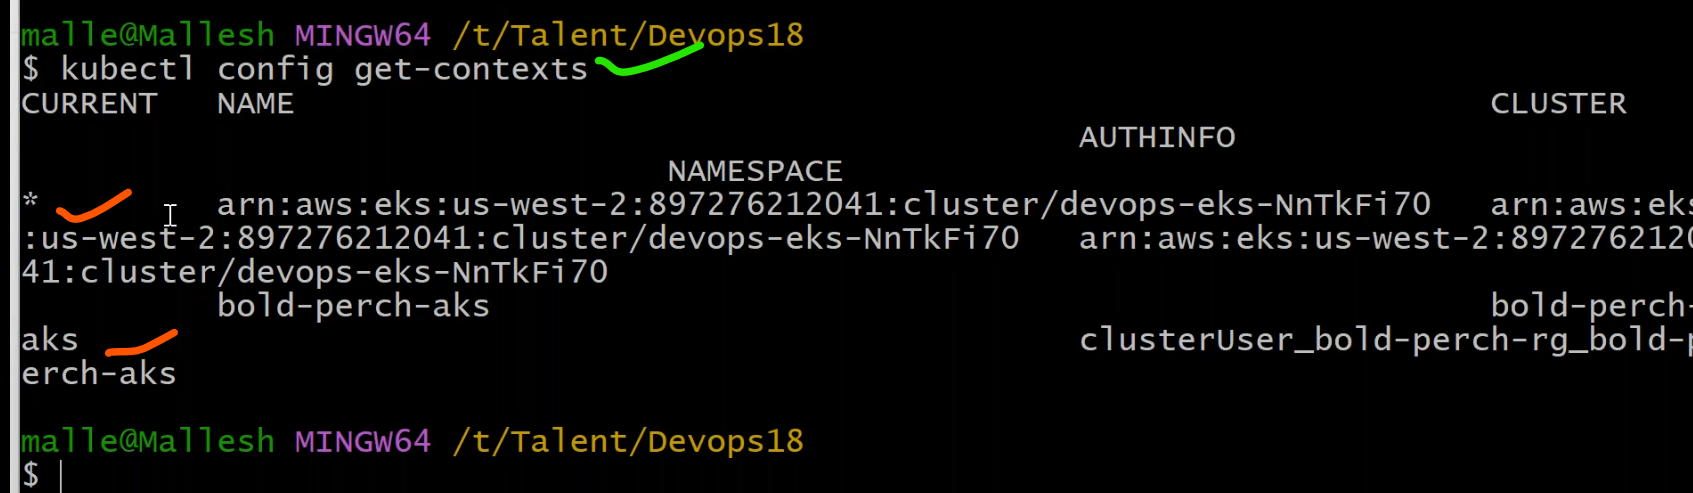 malle@Mallesh MINGW64 /t/Talent/Devops18
$ kubectl config get-contexts
CURRENT   NAME                                                             CLUSTER
                                                      AUTHINFO
                                 NAMESPACE
*         arn:aws:eks:us-west-2:897276212041:cluster/devops-eks-NnTkFi70   arn:aws:eks
:us-west-2:897276212041:cluster/devops-eks-NnTkFi70   arn:aws:eks:us-west-2:8972762120
41:cluster/devops-eks-NnTkFi70
          bold-perch-aks                                                   bold-perch-
aks                                                   clusterUser_bold-perch-rg_bold-p
erch-aks
malle@Mallesh MINGW64 /t/Talent/Devops18
$